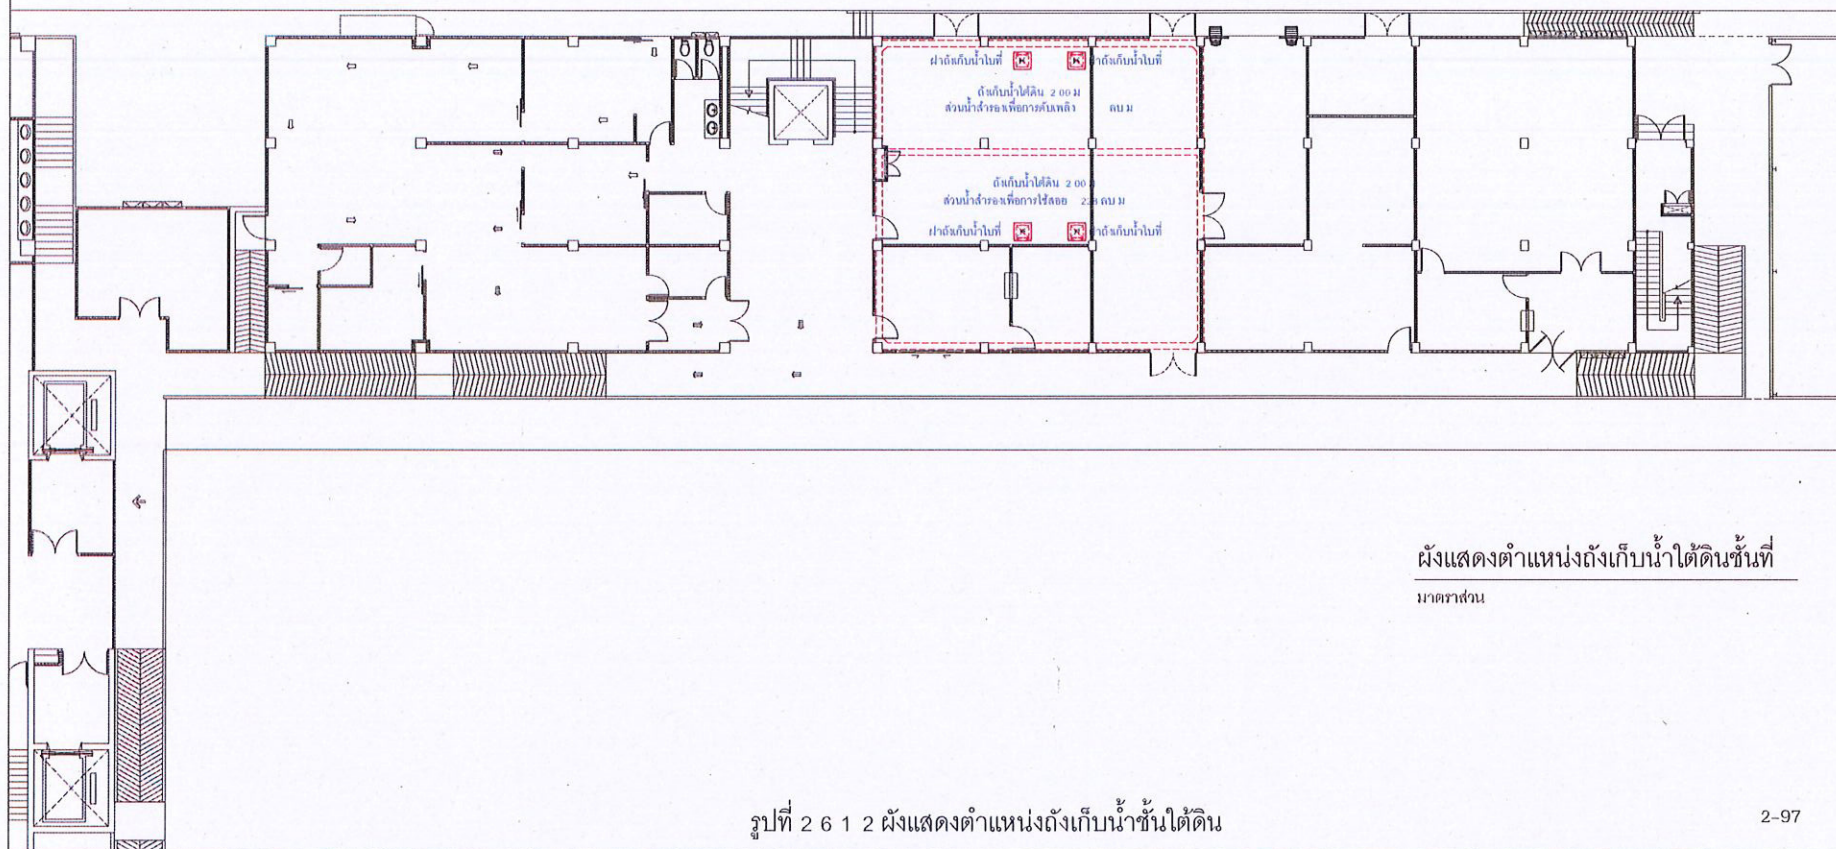 ฝาถังเก็บน้ำใบที่ ฝาถังเก็บน้ำใบที่
ถังเก็บน้ำใต้ดิน 2 00 ม
ส่วนน้ำสำรองเพื่อการดับเพลิง ลบ ม
ถังเก็บน้ำใต้ดิน 2 00
ส่วนน้ำสำรองเพื่อการใช้สอย ลบ ม
ฝาถังเก็บน้ำใบที่ ฝาถังเก็บน้ำใบที่
ผังแสดงตำแหน่งถังเก็บน้ำใต้ดินชั้นที่
มาตราส่วน
รูปที่ 2 6 1 2 ผังแสดงตำแหน่งถังเก็บน้ำชั้นใต้ดิน
2-97